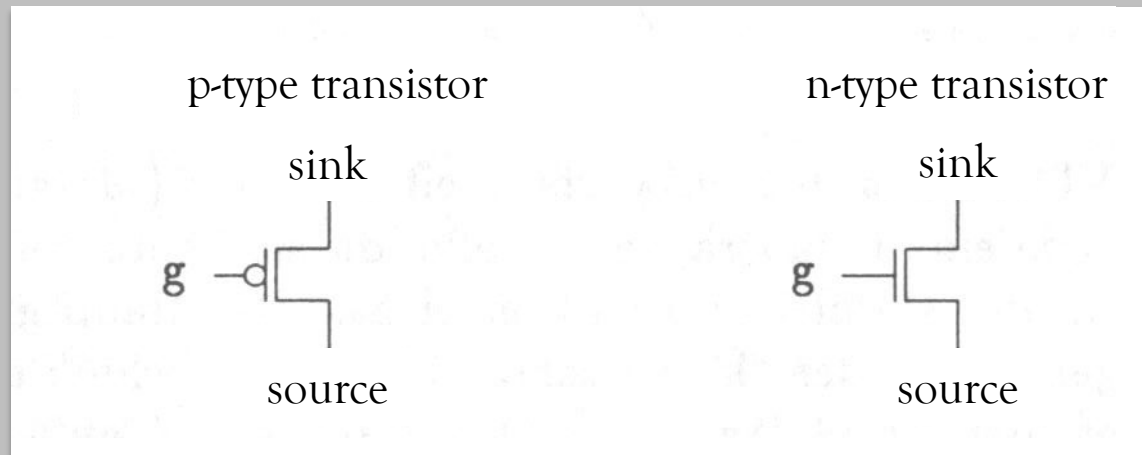 p-type transistor
n-type transistor
sink
sink
g
g
source
source